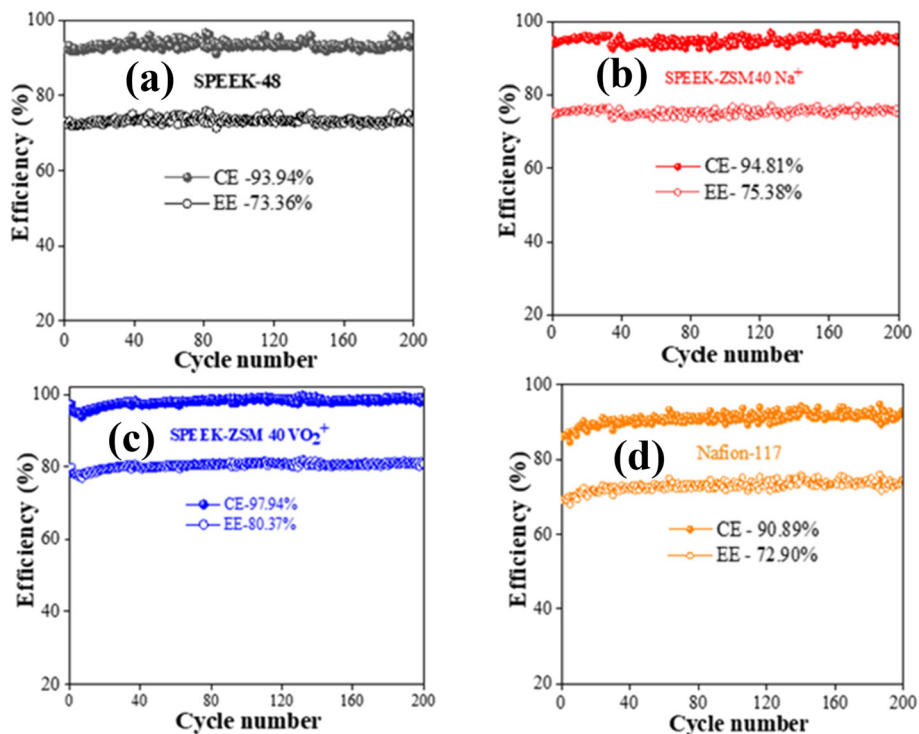 100
80
60
40
20
Efficiency (%)
(a)
SPEEK-48
CE -93.94%
EE -73.36%
0 40 80 120 160 200
Cycle number
100
80
60
40
20
Efficiency (%)
(b)
SPEEK-ZSM40 Na⁺
CE- 94.81%
EE- 75.38%
0 40 80 120 160 200
Cycle number
100
80
60
40
20
Efficiency (%)
SPEEK-ZSM 40 VO₂⁺
(c)
CE-97.94%
EE-80.37%
0 40 80 120 160 200
Cycle number
100
80
60
40
20
Efficiency (%)
(d)
Nafion-117
CE - 90.89%
EE - 72.90%
0 40 80 120 160 200
Cycle number